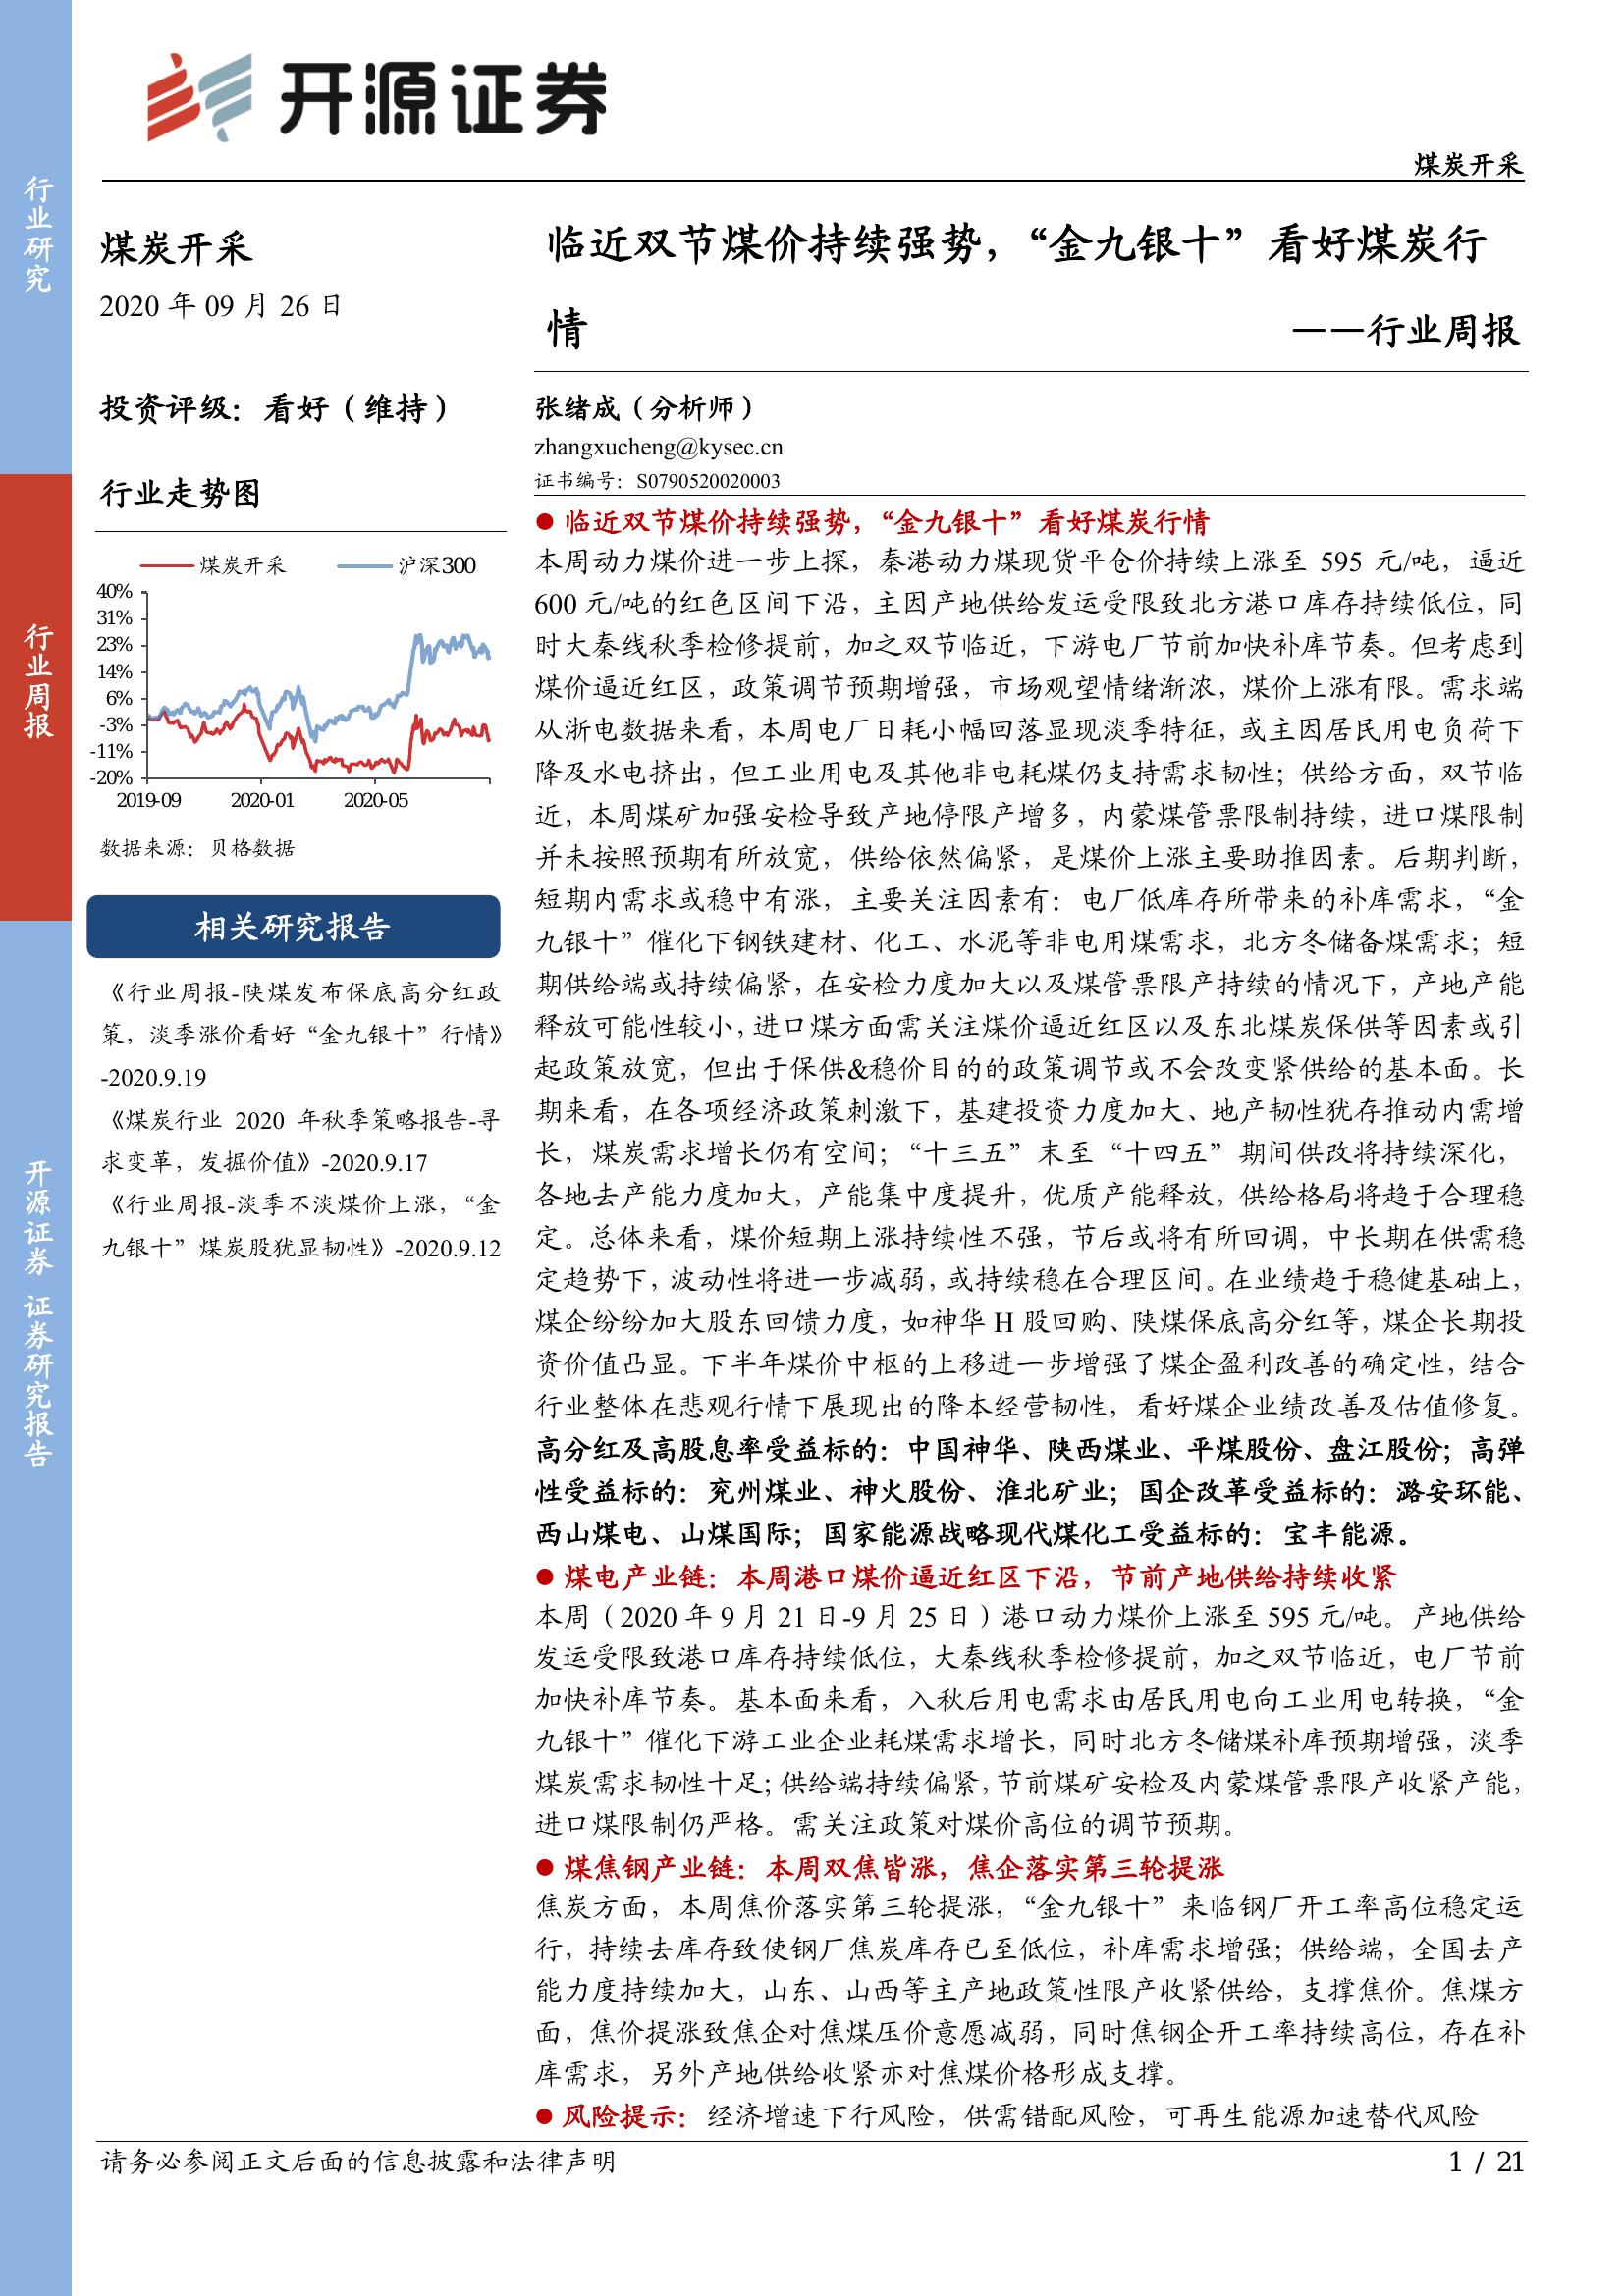 开源证券
煤炭开采
行业研究
行业周报
开源证券 证券研究报告
煤炭开采
2020 年 09 月 26 日
投资评级：看好（维持）
行业走势图
煤炭开采 沪深300
40%
31%
23%
14%
6%
-3%
-11%
-20%
2019-09 2020-01 2020-05
数据来源：贝格数据
相关研究报告
《行业周报-陕煤发布保底高分红政
策，淡季涨价看好“金九银十”行情》
-2020.9.19
《煤炭行业 2020 年秋季策略报告-寻
求变革，发掘价值》-2020.9.17
《行业周报-淡季不淡煤价上涨，“金
九银十”煤炭股犹显韧性》-2020.9.12
临近双节煤价持续强势，“金九银十”看好煤炭行
情 ——行业周报
张绪成（分析师）
zhangxucheng@kysec.cn
证书编号：S0790520020003
● 临近双节煤价持续强势，“金九银十”看好煤炭行情
本周动力煤价进一步上探，秦港动力煤现货平仓价持续上涨至 595 元/吨，逼近
600 元/吨的红色区间下沿，主因产地供给发运受限致北方港口库存持续低位，同
时大秦线秋季检修提前，加之双节临近，下游电厂节前加快补库节奏。但考虑到
煤价逼近红区，政策调节预期增强，市场观望情绪渐浓，煤价上涨有限。需求端
从浙电数据来看，本周电厂日耗小幅回落显现淡季特征，或主因居民用电负荷下
降及水电挤出，但工业用电及其他非电耗煤仍支持需求韧性；供给方面，双节临
近，本周煤矿加强安检导致产地停限产增多，内蒙煤管票限制持续，进口煤限制
并未按照预期有所放宽，供给依然偏紧，是煤价上涨主要助推因素。后期判断，
短期内需求或稳中有涨，主要关注因素有：电厂低库存所带来的补库需求，“金
九银十”催化下钢铁建材、化工、水泥等非电用煤需求，北方冬储备煤需求；短
期供给端或持续偏紧，在安检力度加大以及煤管票限产持续的情况下，产地产能
释放可能性较小，进口煤方面需关注煤价逼近红区以及东北煤炭保供等因素或引
起政策放宽，但出于保供&稳价目的的政策调节或不会改变紧供给的基本面。长
期来看，在各项经济政策刺激下，基建投资力度加大、地产韧性犹存推动内需增
长，煤炭需求增长仍有空间；“十三五”末至“十四五”期间供改将持续深化，
各地去产能力度加大，产能集中度提升，优质产能释放，供给格局将趋于合理稳
定。总体来看，煤价短期上涨持续性不强，节后或将有所回调，中长期在供需稳
定趋势下，波动性将进一步减弱，或持续稳在合理区间。在业绩趋于稳健基础上，
煤企纷纷加大股东回馈力度，如神华 H 股回购、陕煤保底高分红等，煤企长期投
资价值凸显。下半年煤价中枢的上移进一步增强了煤企盈利改善的确定性，结合
行业整体在悲观行情下展现出的降本经营韧性，看好煤企业绩改善及估值修复。
高分红及高股息率受益标的：中国神华、陕西煤业、平煤股份、盘江股份；高弹
性受益标的：兖州煤业、神火股份、淮北矿业；国企改革受益标的：潞安环能、
西山煤电、山煤国际；国家能源战略现代煤化工受益标的：宝丰能源。
● 煤电产业链：本周港口煤价逼近红区下沿，节前产地供给持续收紧
本周（2020 年 9 月 21 日-9 月 25 日）港口动力煤价上涨至 595 元/吨。产地供给
发运受限致港口库存持续低位，大秦线秋季检修提前，加之双节临近，电厂节前
加快补库节奏。基本面来看，入秋后用电需求由居民用电向工业用电转换，“金
九银十”催化下游工业企业耗煤需求增长，同时北方冬储煤补库预期增强，淡季
煤炭需求韧性十足；供给端持续偏紧，节前煤矿安检及内蒙煤管票限产收紧产能，
进口煤限制仍严格。需关注政策对煤价高位的调节预期。
● 煤焦钢产业链：本周双焦皆涨，焦企落实第三轮提涨
焦炭方面，本周焦价落实第三轮提涨，“金九银十”来临钢厂开工率高位稳定运
行，持续去库存致使钢厂焦炭库存已至低位，补库需求增强；供给端，全国去产
能力度持续加大，山东、山西等主产地政策性限产收紧供给，支撑焦价。焦煤方
面，焦价提涨致焦企对焦煤压价意愿减弱，同时焦钢企开工率持续高位，存在补
库需求，另外产地供给收紧亦对焦煤价格形成支撑。
● 风险提示：经济增速下行风险，供需错配风险，可再生能源加速替代风险
请务必参阅正文后面的信息披露和法律声明
1 / 21